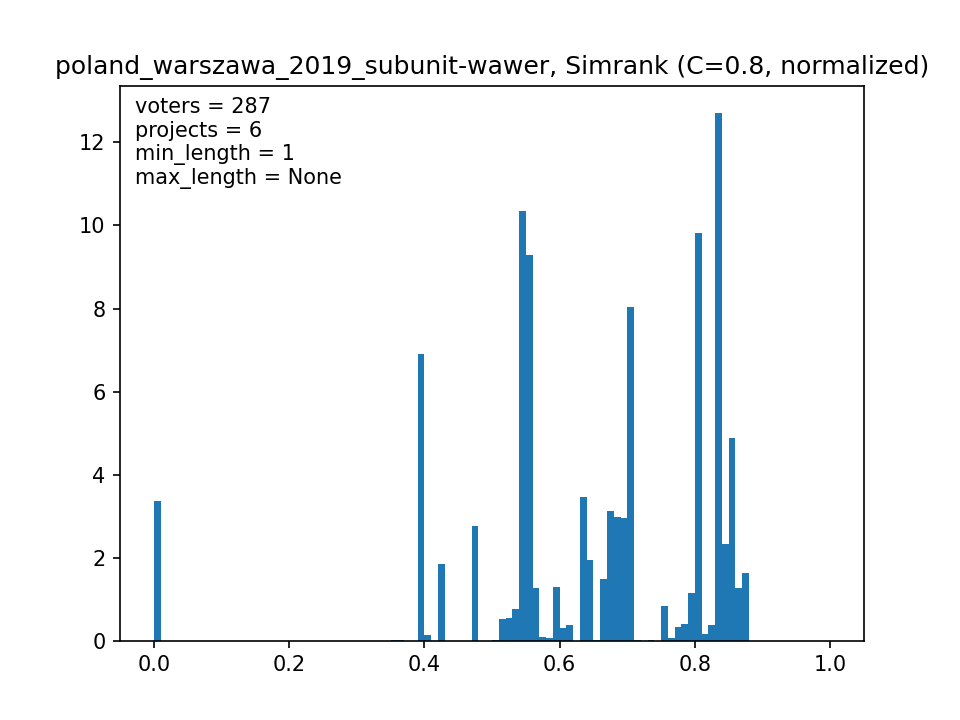 poland_warszawa_2019_subunit-wawer, Simrank (C=0.8, normalized)
voters = 287
projects = 6
min_length = 1
max_length = None
12
10
8
6
4
2
0
0.0 0.2 0.4 0.6 0.8 1.0